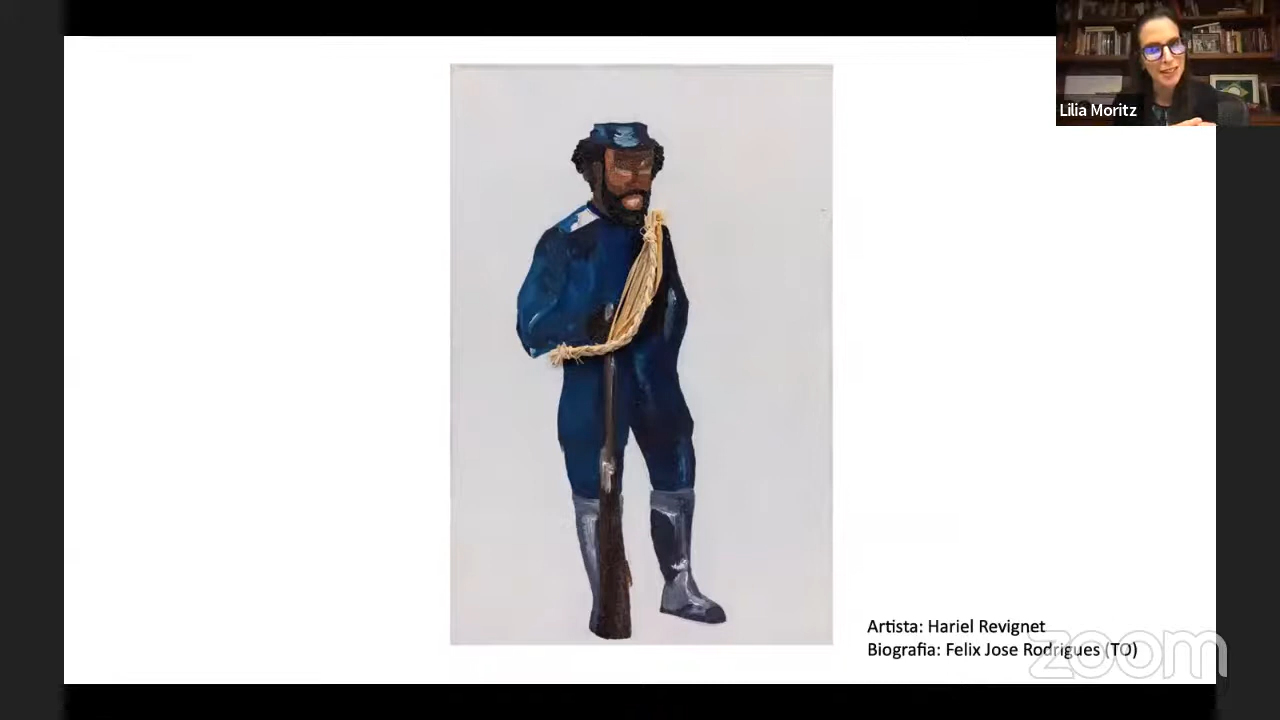 Lilia Moritz
Artista: Hariel Revignet
Biografia: Felix Jose Rodrigues (TO)
zoom